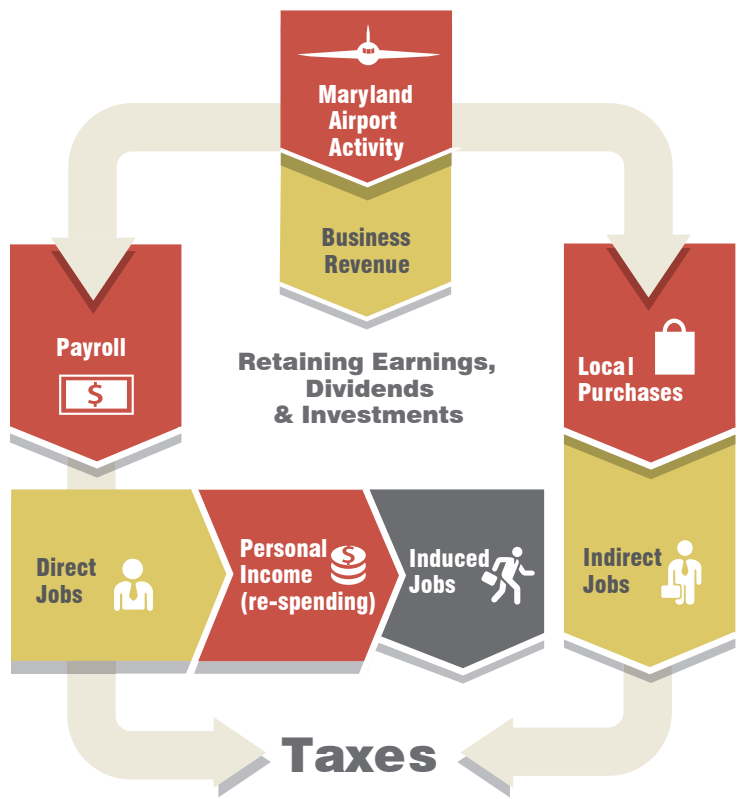 Maryland
Airport
Activity
Business
Revenue
Payroll
$
Retaining Earnings,
Dividends
& Investments
Local
Purchases
Direct
Jobs
Personal
Income
(re-spending)
$
Induced
Jobs
Indirect
Jobs
Taxes